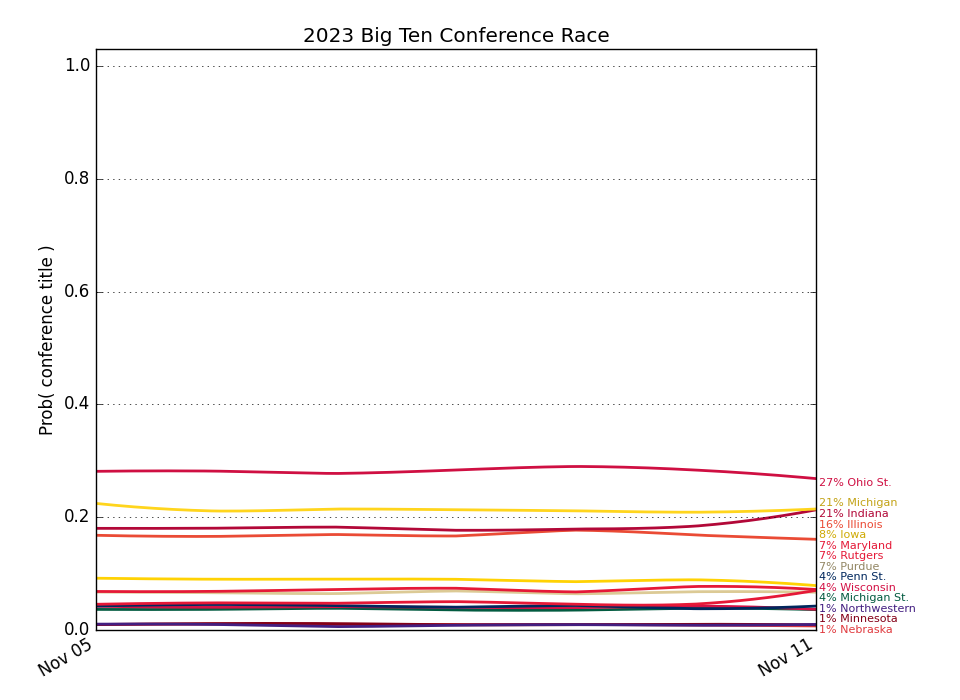 2023 Big Ten Conference Race
Prob( conference title )
1.0
0.8
0.6
0.4
0.2
0.0
Nov 05
Nov 11
27% Ohio St.
21% Michigan
21% Indiana
16% Illinois
8% Iowa
7% Maryland
7% Rutgers
7% Purdue
4% Penn St.
4% Wisconsin
4% Michigan St.
1% Northwestern
1% Minnesota
1% Nebraska